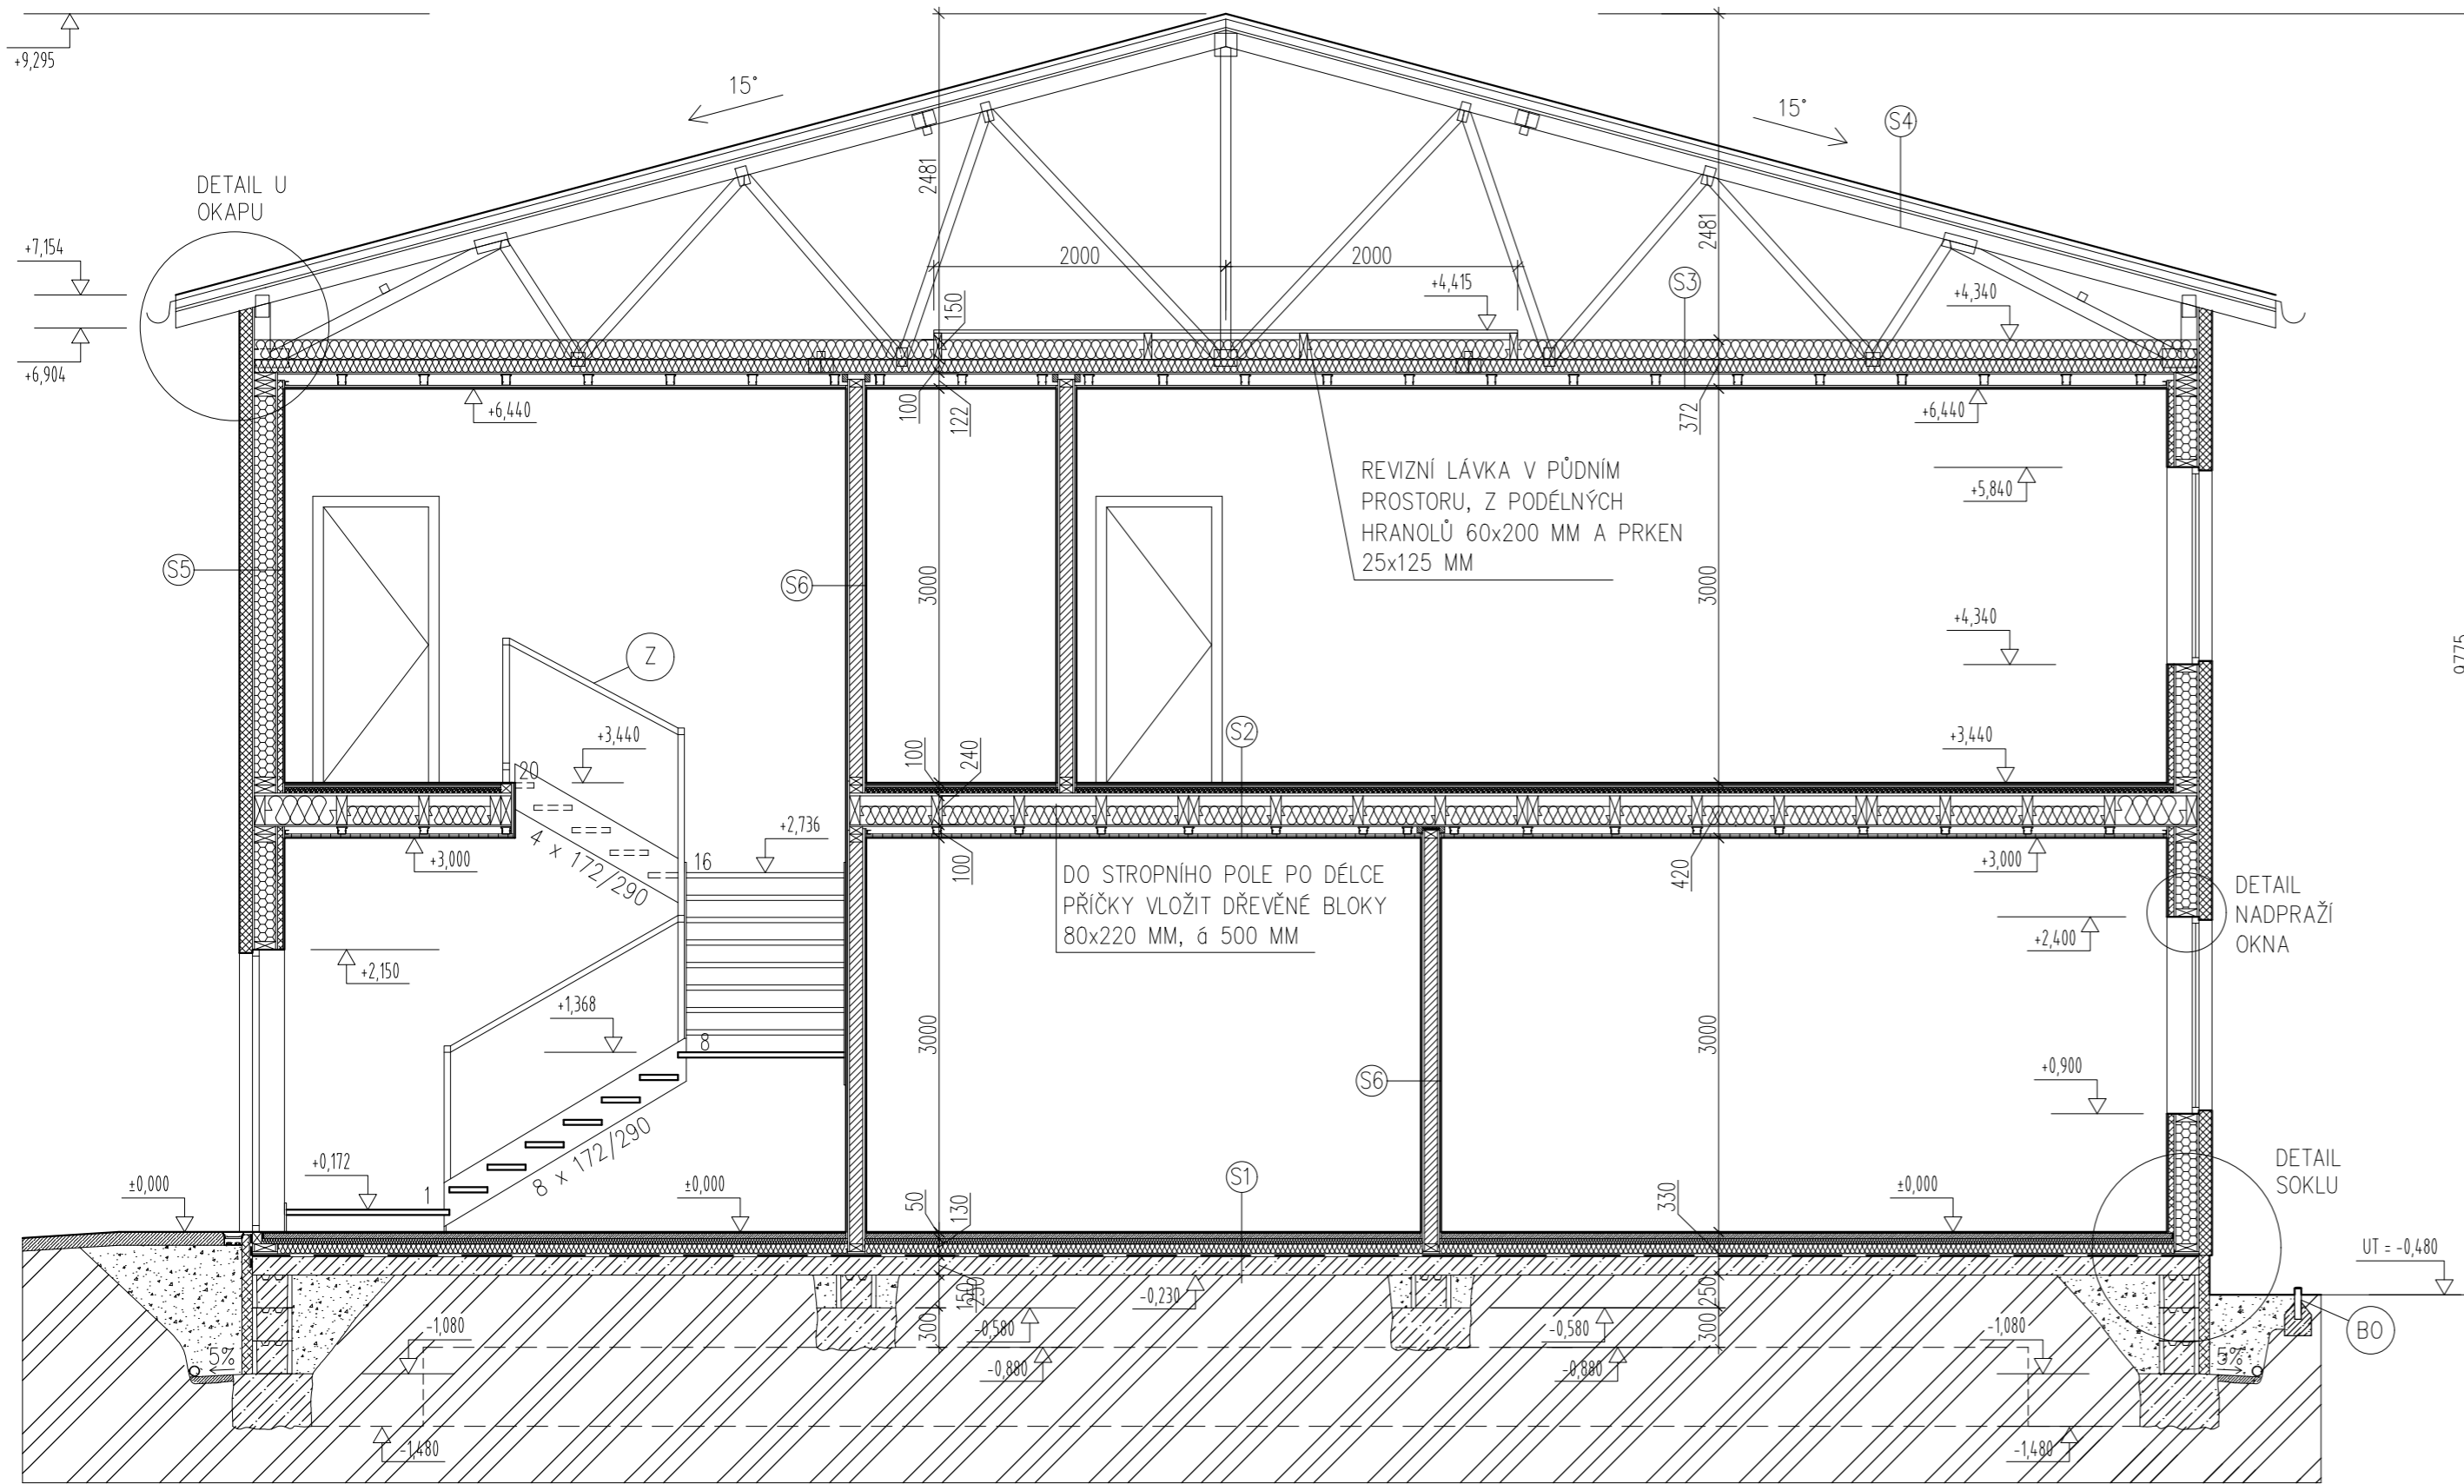 +9,295
15°
15°
S4
2481
2481
DETAIL U
OKAPU
+7,154
+6,904
2000
2000
+4,415
S3
+4,340
150
100
122
372
+6,440
+6,440
+5,840
REVIZNÍ LÁVKA V PŮDNÍM
PROSTORU, Z PODÉLNÝCH
HRANOLŮ 60x200 MM A PRKEN
25x125 MM
S5
S6
3000
3000
+4,340
9775
Z
+3,440
S2
100
240
+3,440
20
4 x 172/290
+3,000
16
+2,736
100
DO STROPNÍHO POLE PO DÉLCE
PŘÍČKY VLOŽIT DŘEVĚNÉ BLOKY
80x220 MM, á 500 MM
420
+3,000
DETAIL
NADPRAŽÍ
OKNA
+2,400
+2,150
+1,368
8
3000
3000
S6
+0,900
8 x 172/290
DETAIL
SOKLU
+0,172
1
±0,000
±0,000
50
130
S1
330
±0,000
UT = -0,480
150
250
-0,230
300
250
300
-0,580
-0,580
-1,080
-1,080
-0,880
-0,880
5%
5%
BO
-1,480
-1,480